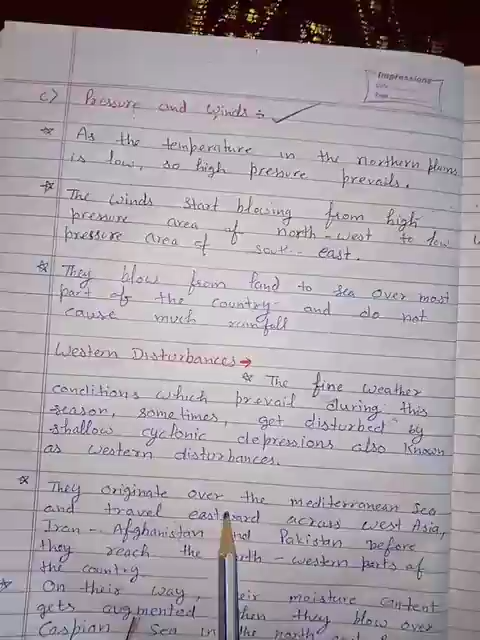 Impressions
c) Pressure and Winds :-
As the temperature in the northern plains
is low, so high pressure prevails.
The winds start blowing from high
pressure area of north-west to low
pressure area of south- east.
They blow from land to sea over most
part of the country and do not
cause much rainfall
Western Disturbances →
The fine weather
conditions which prevail during this
season, sometimes, get disturbed by
shallow cyclonic depressions also known
as western disturbances.
They originate over the mediterranean sea
and travel eastward across west Asia,
Iran - Afghanistan and Pakistan before
they reach the north - western parts of
the country.
On their way, their moisture content
gets augmented when they blow over
Caspian Sea in the north